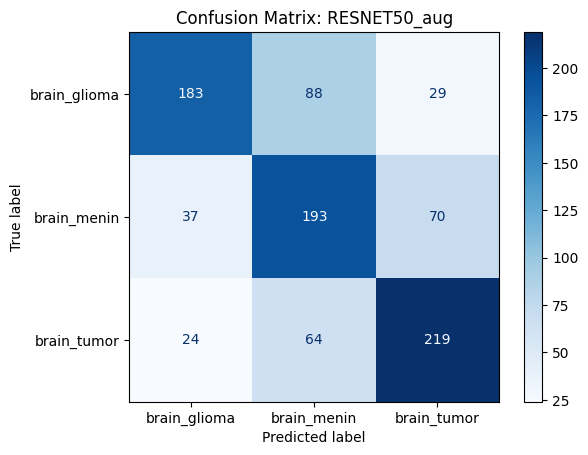 Confusion Matrix: RESNET50_aug
True label
brain_glioma 183 88 29
brain_menin 37 193 70
brain_tumor 24 64 219
brain_glioma brain_menin brain_tumor
Predicted label
200
175
150
125
100
75
50
25